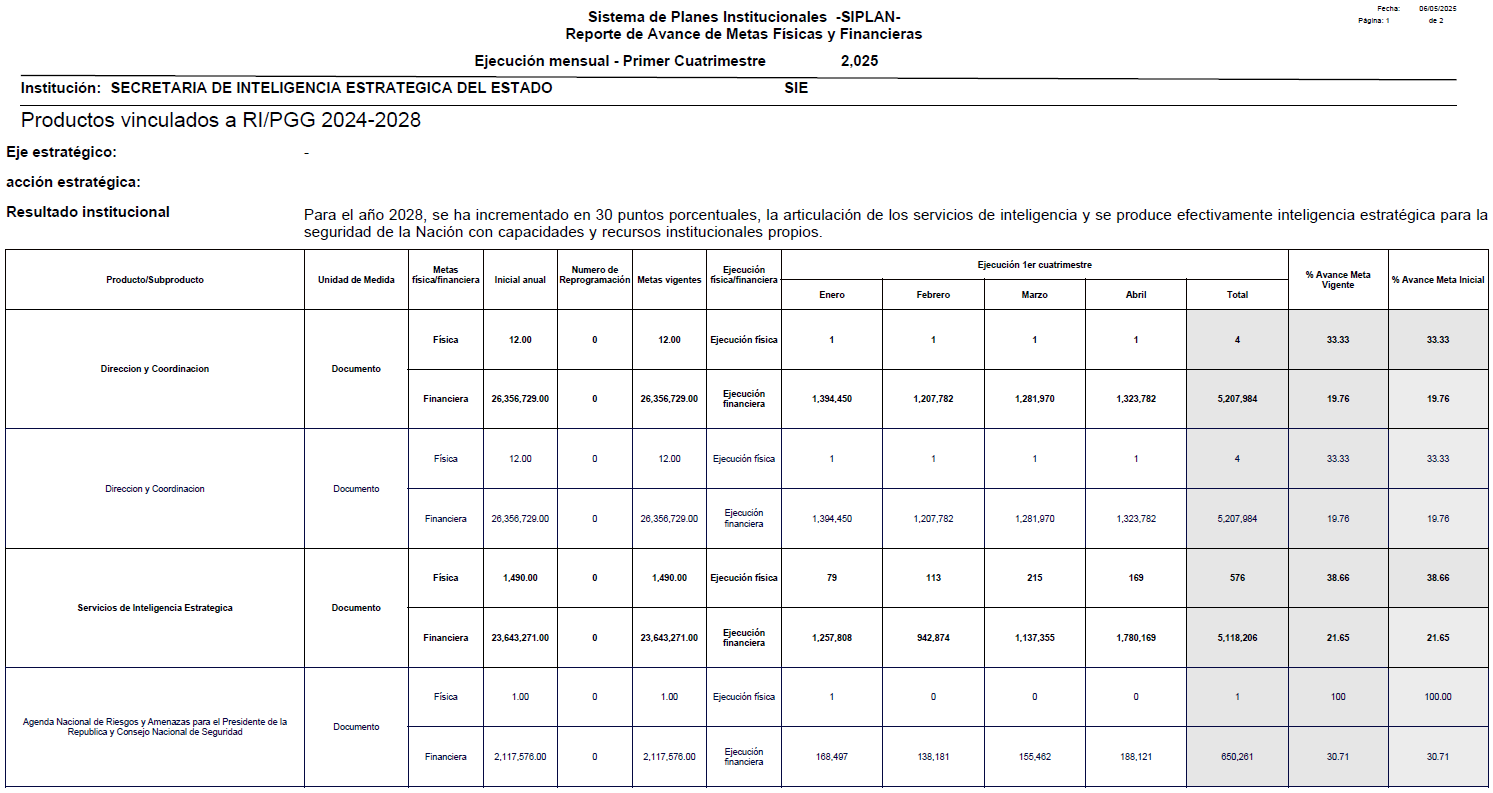 Fecha: 06/05/2025
Página: 1 de 2
Sistema de Planes Institucionales -SIPLAN-
Reporte de Avance de Metas Físicas y Financieras
Ejecución mensual - Primer Cuatrimestre 2,025
Institución: SECRETARIA DE INTELIGENCIA ESTRATEGICA DEL ESTADO SIE
Productos vinculados a RI/PGG 2024-2028
Eje estratégico: -
acción estratégica:
Resultado institucional
Para el año 2028, se ha incrementado en 30 puntos porcentuales, la articulación de los servicios de inteligencia y se produce efectivamente inteligencia estratégica para la
seguridad de la Nación con capacidades y recursos institucionales propios.
Producto/Subproducto
Unidad de Medida
Metas
física/financiera
Inicial anual
Numero de
Reprogramación
Metas vigentes
Ejecución
física/financiera
Ejecución 1er cuatrimestre
Enero Febrero Marzo Abril Total
% Avance Meta
Vigente
% Avance Meta Inicial
Direccion y Coordinacion
Documento
Física 12.00 0 12.00 Ejecución física 1 1 1 1 4 33.33 33.33
Financiera 26,356,729.00 0 26,356,729.00 Ejecución
financiera
1,394,450 1,207,782 1,281,970 1,323,782 5,207,984 19.76 19.76
Direccion y Coordinacion
Documento
Física 12.00 0 12.00 Ejecución física 1 1 1 1 4 33.33 33.33
Financiera 26,356,729.00 0 26,356,729.00 Ejecución
financiera
1,394,450 1,207,782 1,281,970 1,323,782 5,207,984 19.76 19.76
Servicios de Inteligencia Estrategica
Documento
Física 1,490.00 0 1,490.00 Ejecución física 79 113 215 169 576 38.66 38.66
Financiera 23,643,271.00 0 23,643,271.00 Ejecución
financiera
1,257,808 942,874 1,137,355 1,780,169 5,118,206 21.65 21.65
Agenda Nacional de Riesgos y Amenazas para el Presidente de la
Republica y Consejo Nacional de Seguridad
Documento
Física 1.00 0 1.00 Ejecución física 1 0 0 0 1 100 100.00
Financiera 2,117,576.00 0 2,117,576.00 Ejecución
financiera
168,497 138,181 155,462 188,121 650,261 30.71 30.71